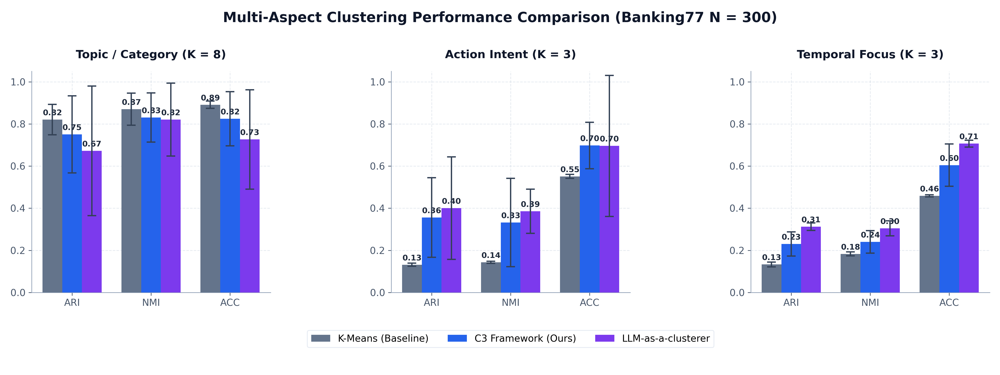 Multi-Aspect Clustering Performance Comparison (Banking77 N = 300)
Topic / Category (K = 8)
1.0
0.8
0.6
0.4
0.2
0.0
0.82
0.75
0.67
0.87
0.83
0.82
0.89
0.82
0.73
ARI
NMI
ACC
Action Intent (K = 3)
1.0
0.8
0.6
0.4
0.2
0.0
0.13
0.36
0.40
0.14
0.33
0.39
0.55
0.70
0.70
ARI
NMI
ACC
Temporal Focus (K = 3)
1.0
0.8
0.6
0.4
0.2
0.0
0.13
0.23
0.31
0.18
0.24
0.30
0.46
0.60
0.71
ARI
NMI
ACC
K-Means (Baseline)
C3 Framework (Ours)
LLM-as-a-clusterer